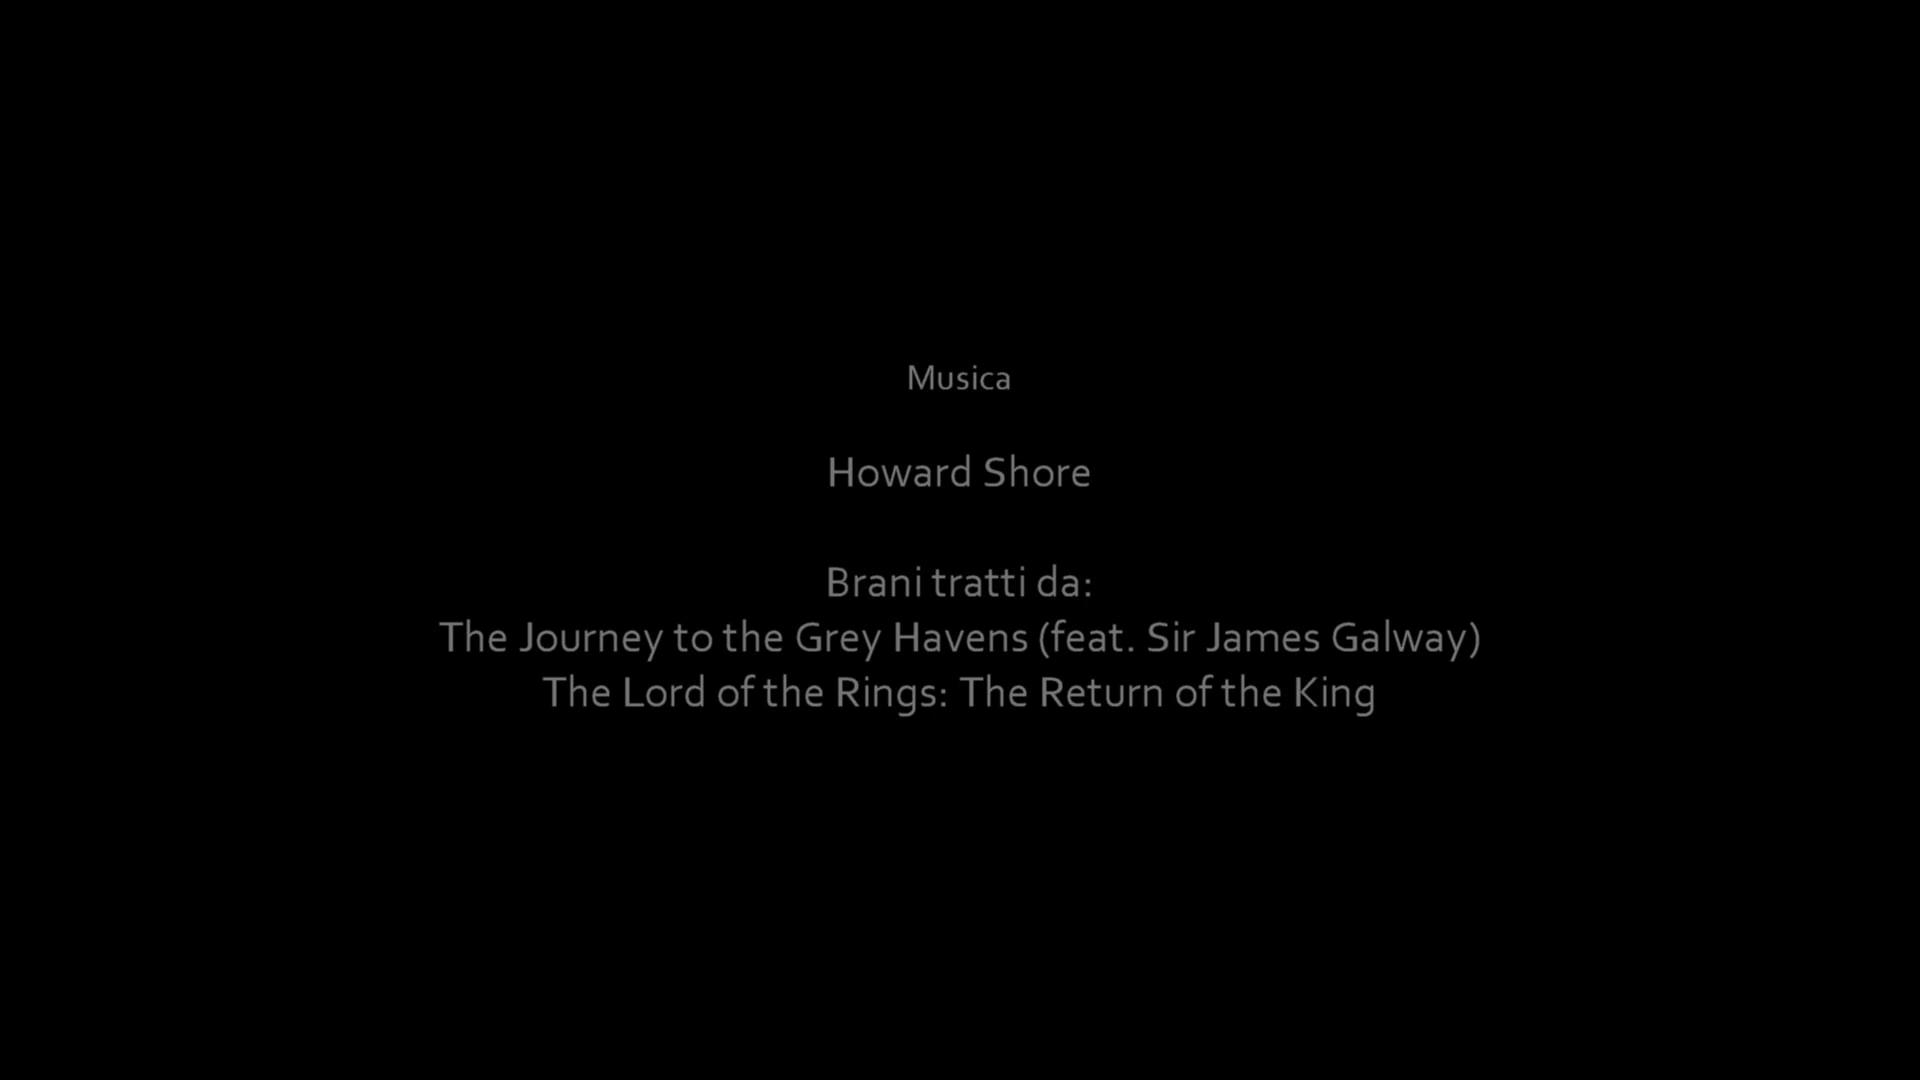 Musica
Howard Shore
Brani tratti da:
The Journey to the Grey Havens (feat. Sir James Galway)
The Lord of the Rings: The Return of the King